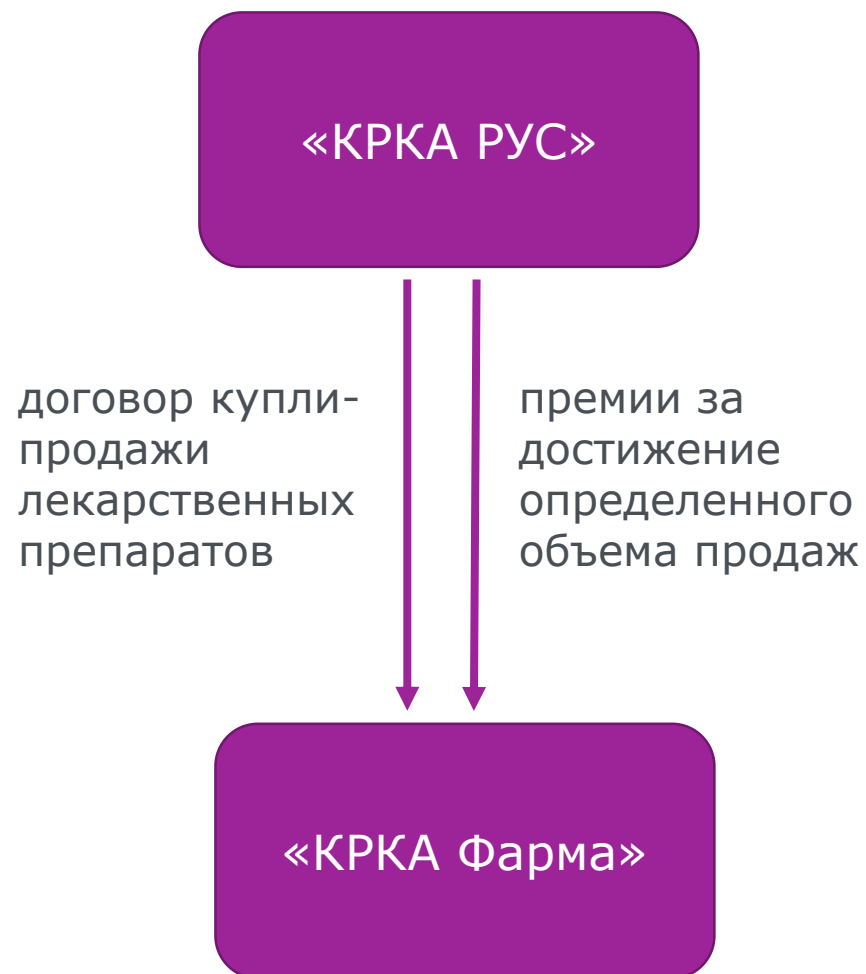 «КРКА РУС»
договор купли-
продажи
лекарственных
препаратов
премии за
достижение
определенного
объема продаж
«КРКА Фарма»